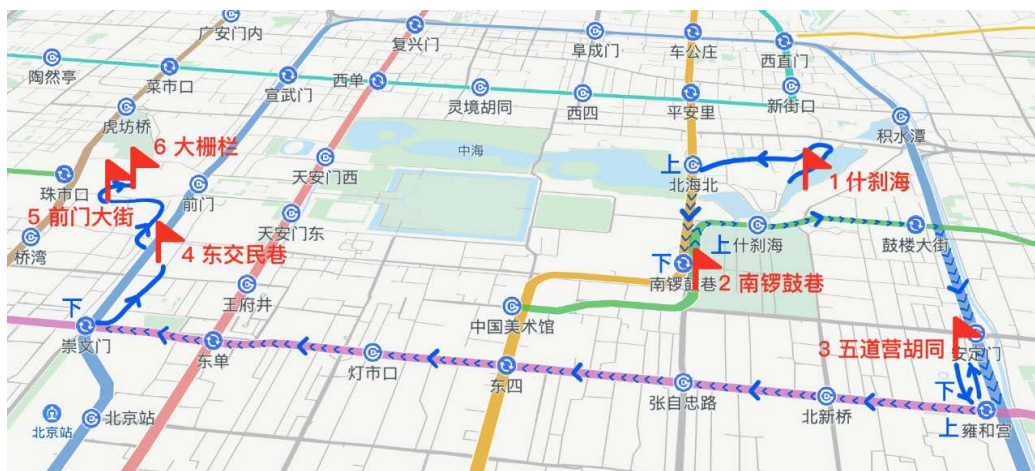 广安门内
复兴门
阜成门
车公庄
西直门
陶然亭
菜市口
宣武门
西单
灵境胡同
西四
平安里
新街口
虎坊桥
积水潭
6 大栅栏
中海
天安门西
上
北海北
1 什刹海
珠市口
前门
5 前门大街
天安门东
上
什刹海
鼓楼大街
桥湾
4 东交民巷
下
南锣鼓巷
2 南锣鼓巷
王府井
下
崇文门
中国美术馆
3 五道营胡同
安定门
东单
灯市口
东四
张自忠路
北新桥
下
上
雍和宫
北京站
北京站